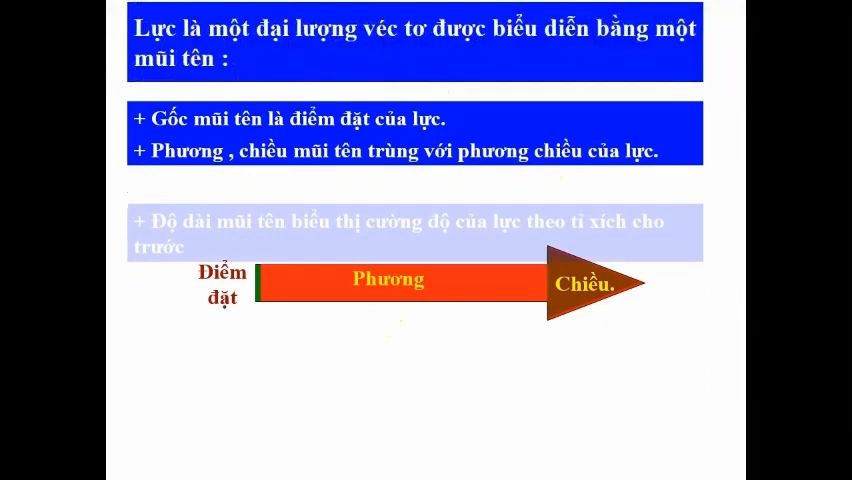 Lực là một đại lượng véc tơ được biểu diễn bằng một
mũi tên :
+ Gốc mũi tên là điểm đặt của lực.
+ Phương , chiều mũi tên trùng với phương chiều của lực.
+ Độ dài mũi tên biểu thị cường độ của lực theo tỉ xích cho
trước
Điểm
đặt
Phương
Chiều.